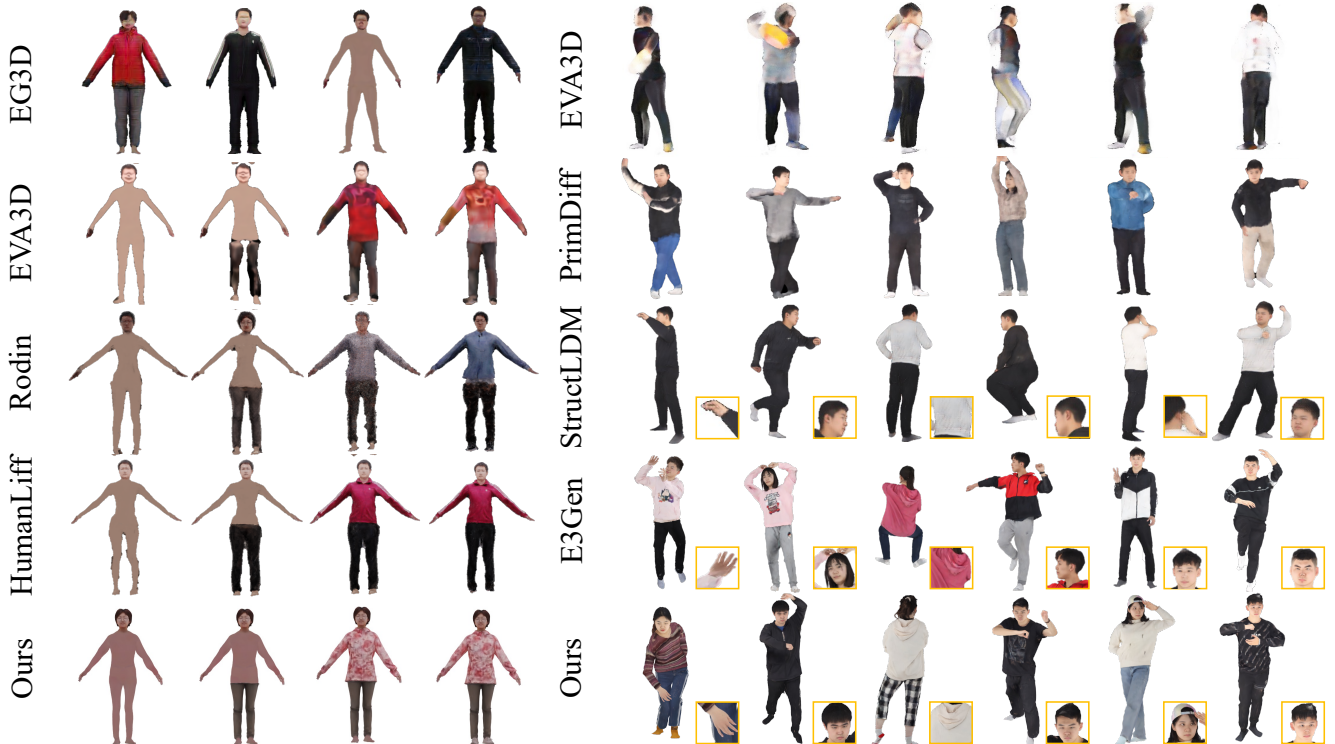 EG3D
EVA3D
Rodin
HumanLiff
Ours
EVA3D
PrimDiff
StructLDM
E3Gen
Ours